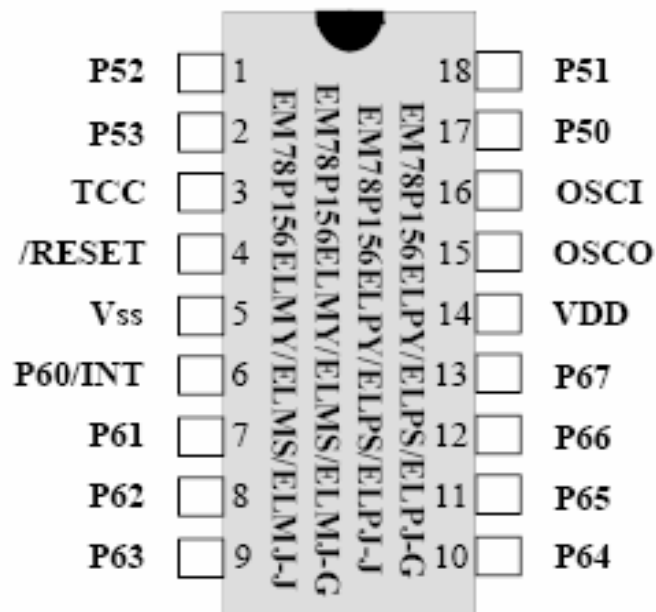 P52 1 18 P51
P53 2 17 P50
TCC 3 16 OSCI
/RESET 4 15 OSCO
Vss 5 14 VDD
P60/INT 6 13 P67
P61 7 12 P66
P62 8 11 P65
P63 9 10 P64
EM78P156ELMY/ELMS/ELMJ-J
EM78P156ELMY/ELMS/ELMJ-G
EM78P156ELPY/ELPS/ELPJ-J
EM78P156ELPY/ELPS/ELPJ-G